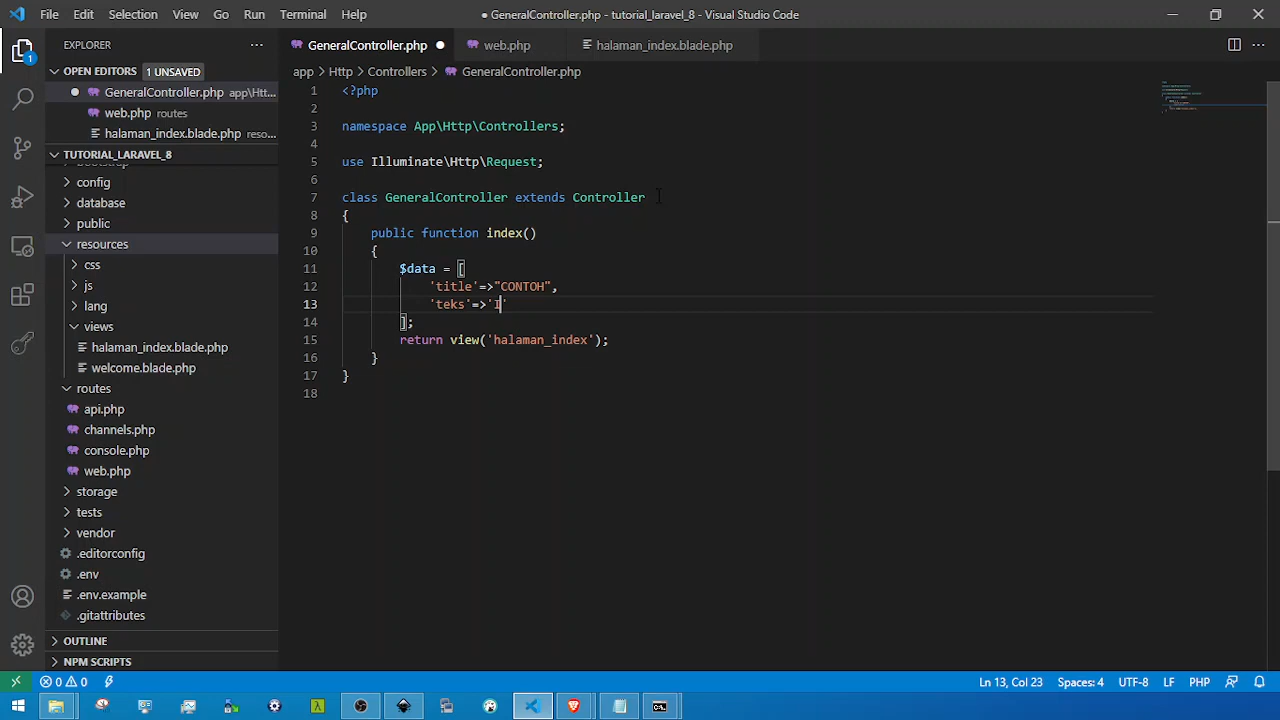 File Edit Selection View Go Run Terminal Help
● GeneralController.php - tutorial_laravel_8 - Visual Studio Code
EXPLORER
GeneralController.php
web.php
halaman_index.blade.php
OPEN EDITORS 1 UNSAVED
GeneralController.php app\Htt...
web.php routes
halaman_index.blade.php reso...
TUTORIAL_LARAVEL_8
bootstrap
config
database
public
resources
css
js
lang
views
halaman_index.blade.php
welcome.blade.php
routes
api.php
channels.php
console.php
web.php
storage
tests
vendor
.editorconfig
.env
.env.example
.gitattributes
OUTLINE
NPM SCRIPTS
1
app > Http > Controllers > GeneralController.php
1 <?php
2
3 namespace App\Http\Controllers;
4
5 use Illuminate\Http\Request;
6
7 class GeneralController extends Controller
8 {
9 public function index()
10 {
11 $data = [
12 'title'=>"CONTOH",
13 'teks'=>'I'
14 ];
15 return view('halaman_index');
16 }
17 }
18
0 0
Ln 13, Col 23 Spaces: 4 UTF-8 LF PHP